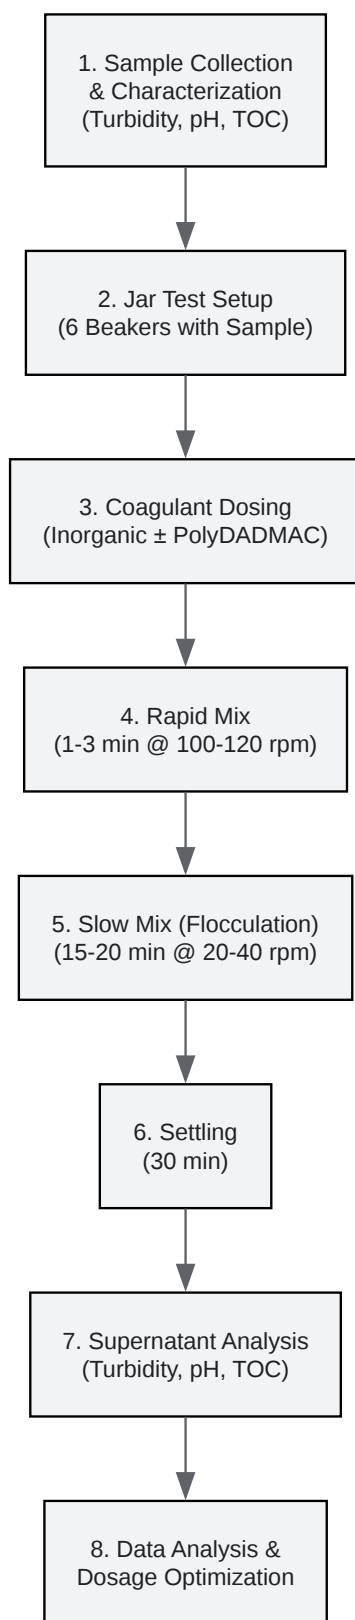 1. Sample Collection
& Characterization
(Turbidity, pH, TOC)
2. Jar Test Setup
(6 Beakers with Sample)
3. Coagulant Dosing
(Inorganic ± PolyDADMAC)
4. Rapid Mix
(1-3 min @ 100-120 rpm)
5. Slow Mix (Flocculation)
(15-20 min @ 20-40 rpm)
6. Settling
(30 min)
7. Supernatant Analysis
(Turbidity, pH, TOC)
8. Data Analysis &
Dosage Optimization